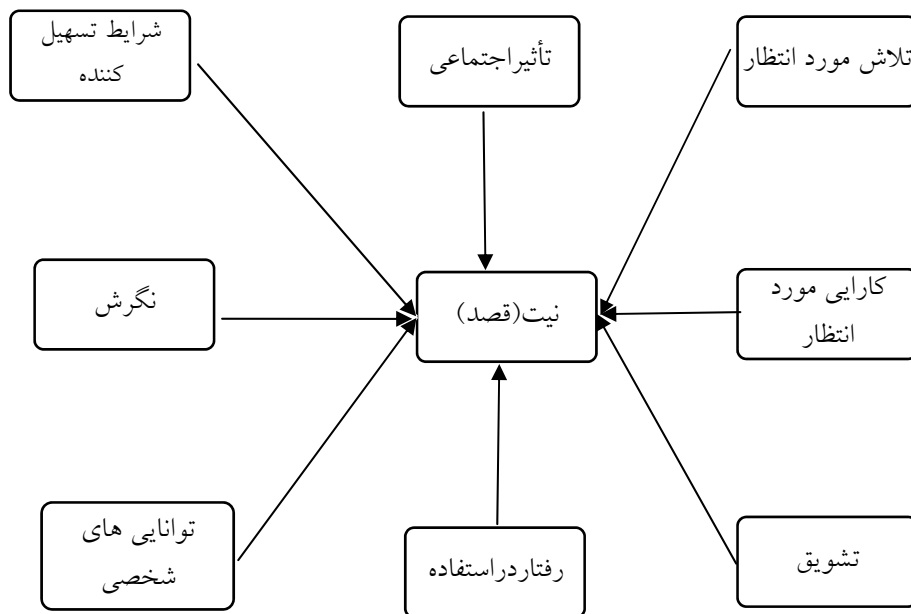 تلاش مورد انتظار
تأثیراجتماعی
شرایط تسهیل
کننده
کارایی مورد
انتظار
نیت(قصد)
نگرش
تشویق
رفتاردراستفاده
توانایی های
شخصی